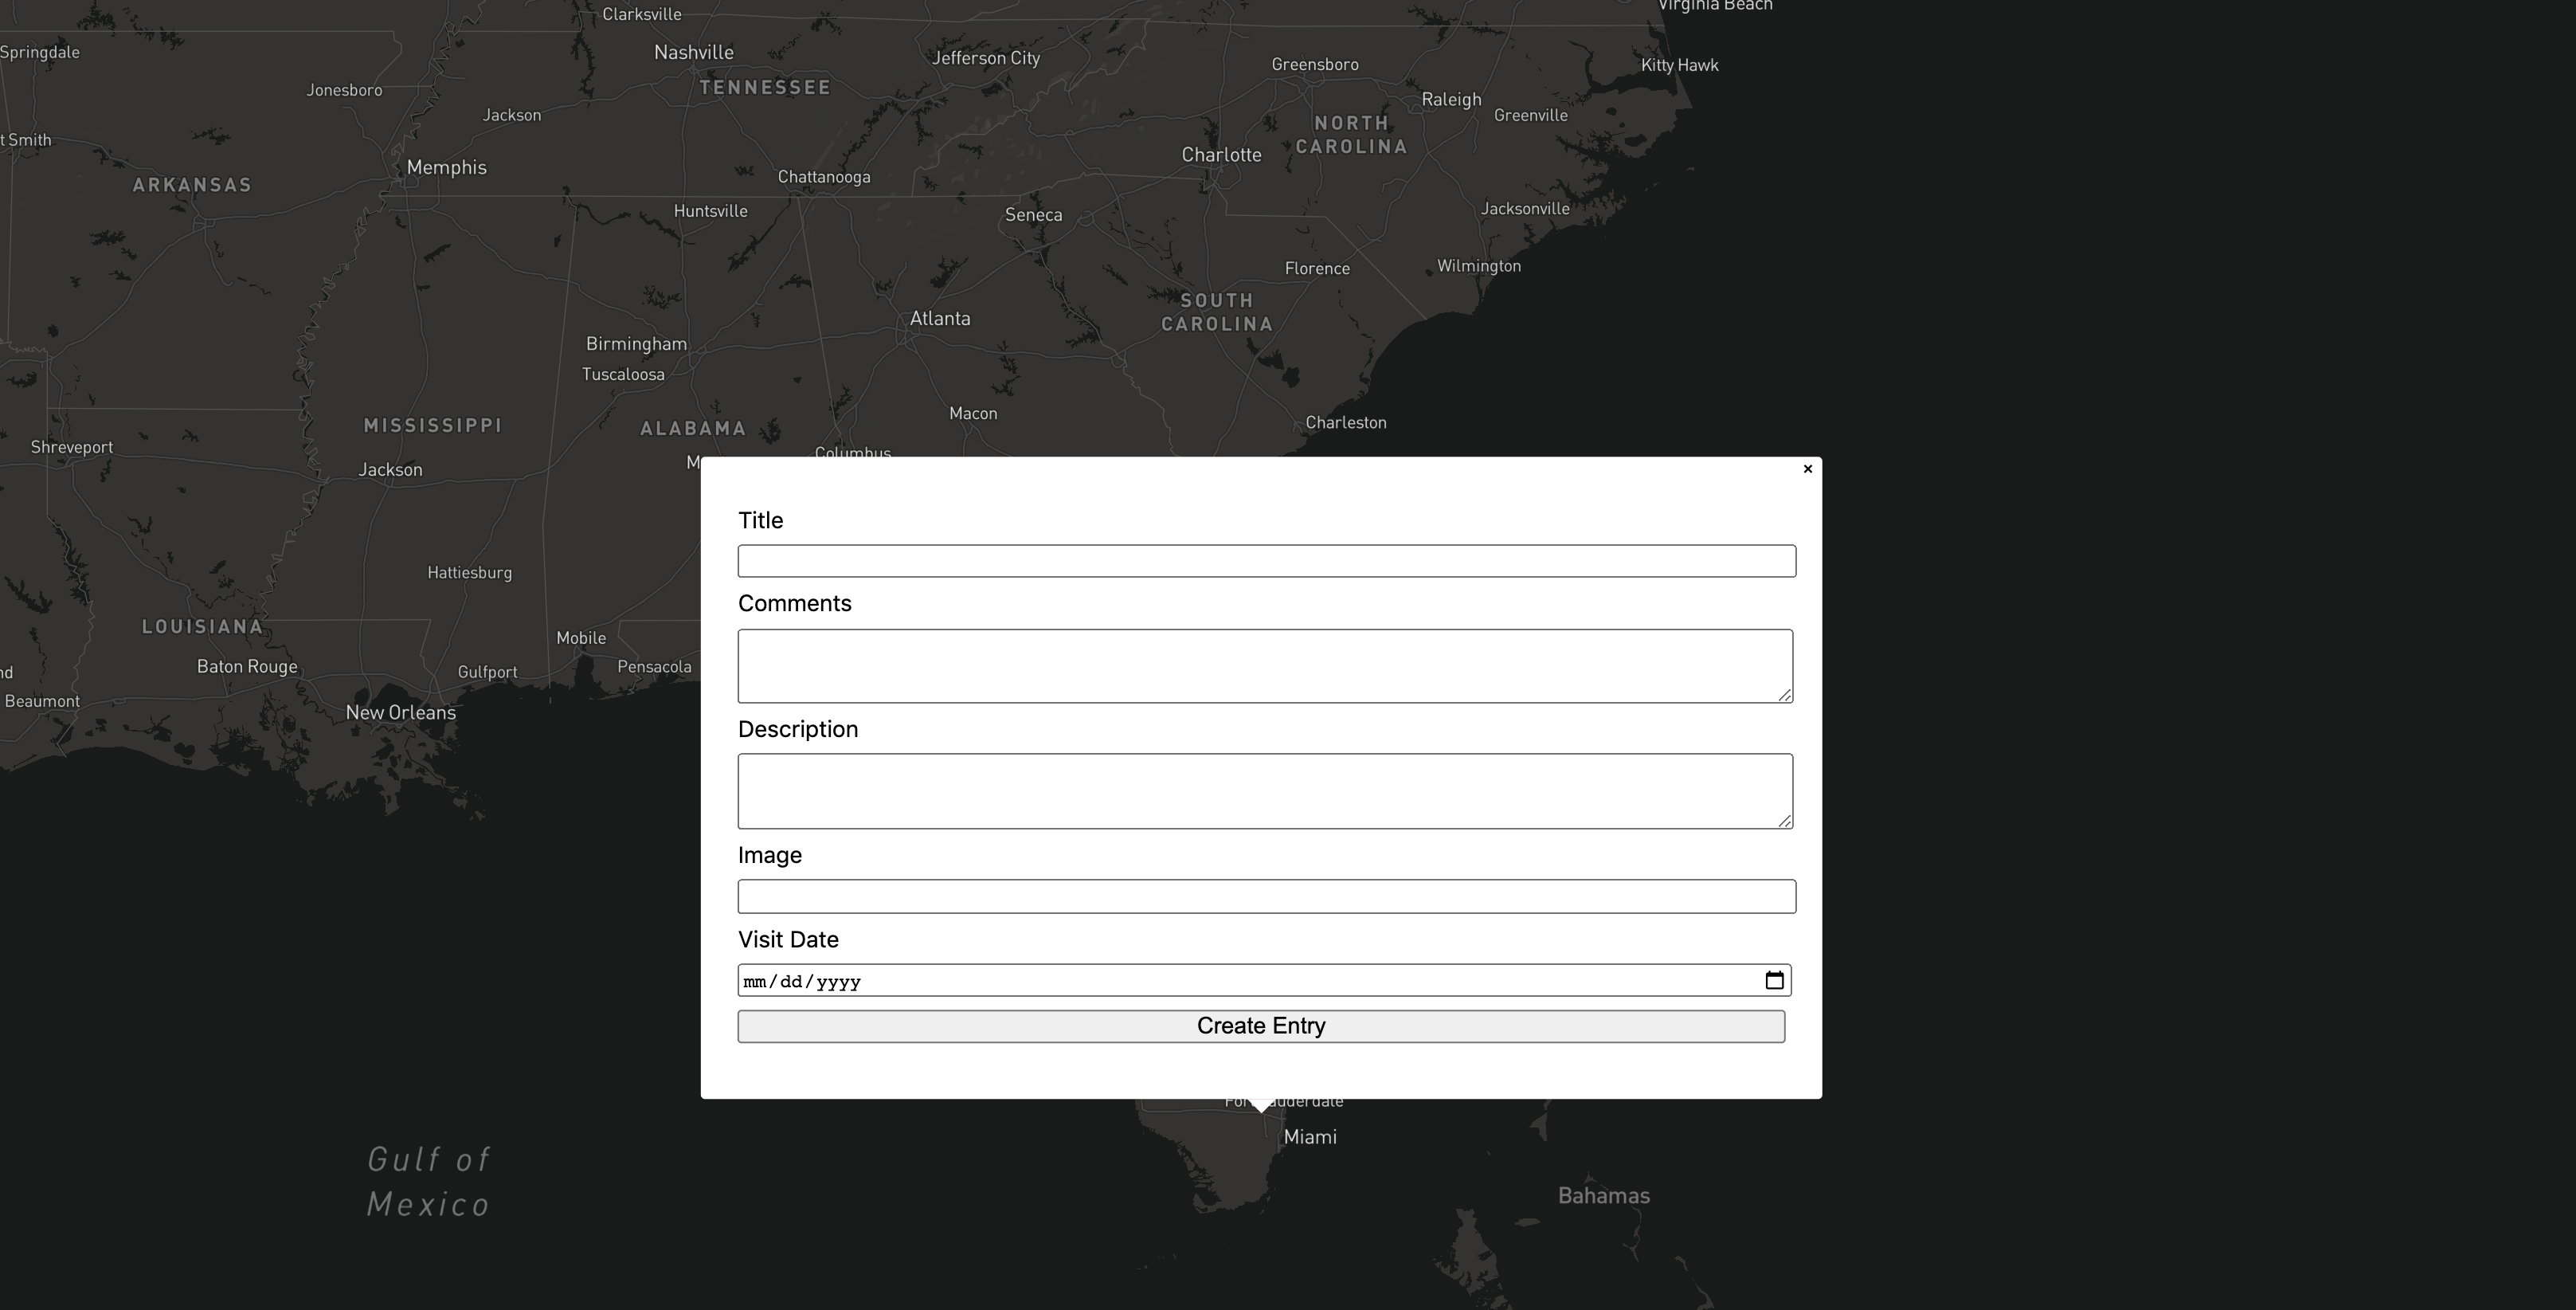 Clarksville
Virginia Beach
Springdale
Nashville
Jefferson City
Greensboro
Kitty Hawk
TENNESSEE
Jonesboro
Raleigh
Jackson
Greenville
NORTH
CAROLINA
t Smith
Charlotte
Memphis
Chattanooga
ARKANSAS
Huntsville
Seneca
Jacksonville
Florence
Wilmington
SOUTH
CAROLINA
Atlanta
Birmingham
Tuscaloosa
Macon
MISSISSIPPI
ALABAMA
Charleston
Shreveport
Columbus
Jackson
M
×
Title
Comments
Hattiesburg
LOUISIANA
Mobile
Baton Rouge
Gulfport
Pensacola
nd
Beaumont
New Orleans
Description
Image
Visit Date
mm/dd/yyyy
Create Entry
Miami
Gulf of
Mexico
Bahamas